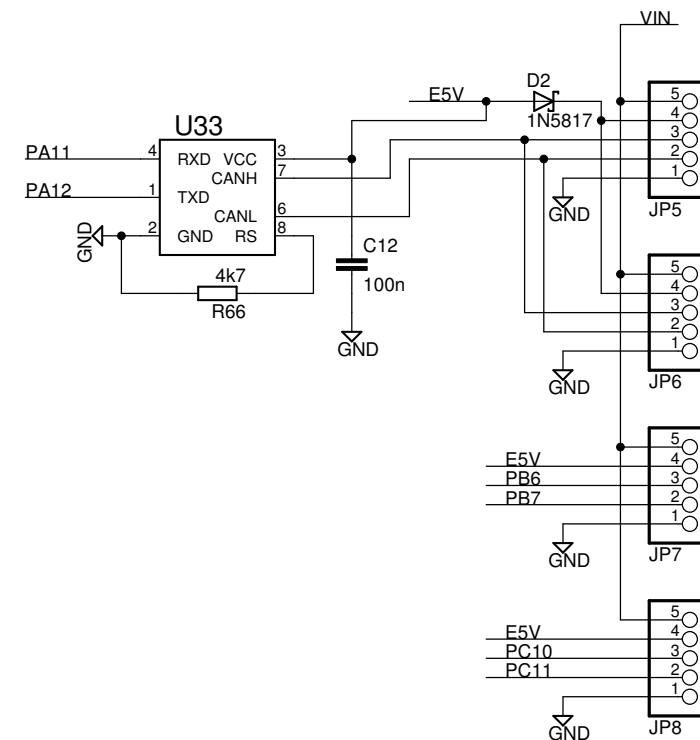 VIN
D2
E5V
1N5817
5
4
3
2
1
GND
JP5
U33
PA11
4
RXD VCC
3
CANH
7
PA12
1
TXD
CANL
6
GND
2
GND RS
8
4k7
R66
C12
100n
GND
5
4
3
2
1
GND
JP6
5
E5V
4
PB6
3
PB7
2
1
GND
JP7
5
E5V
4
PC10
3
PC11
2
1
GND
JP8